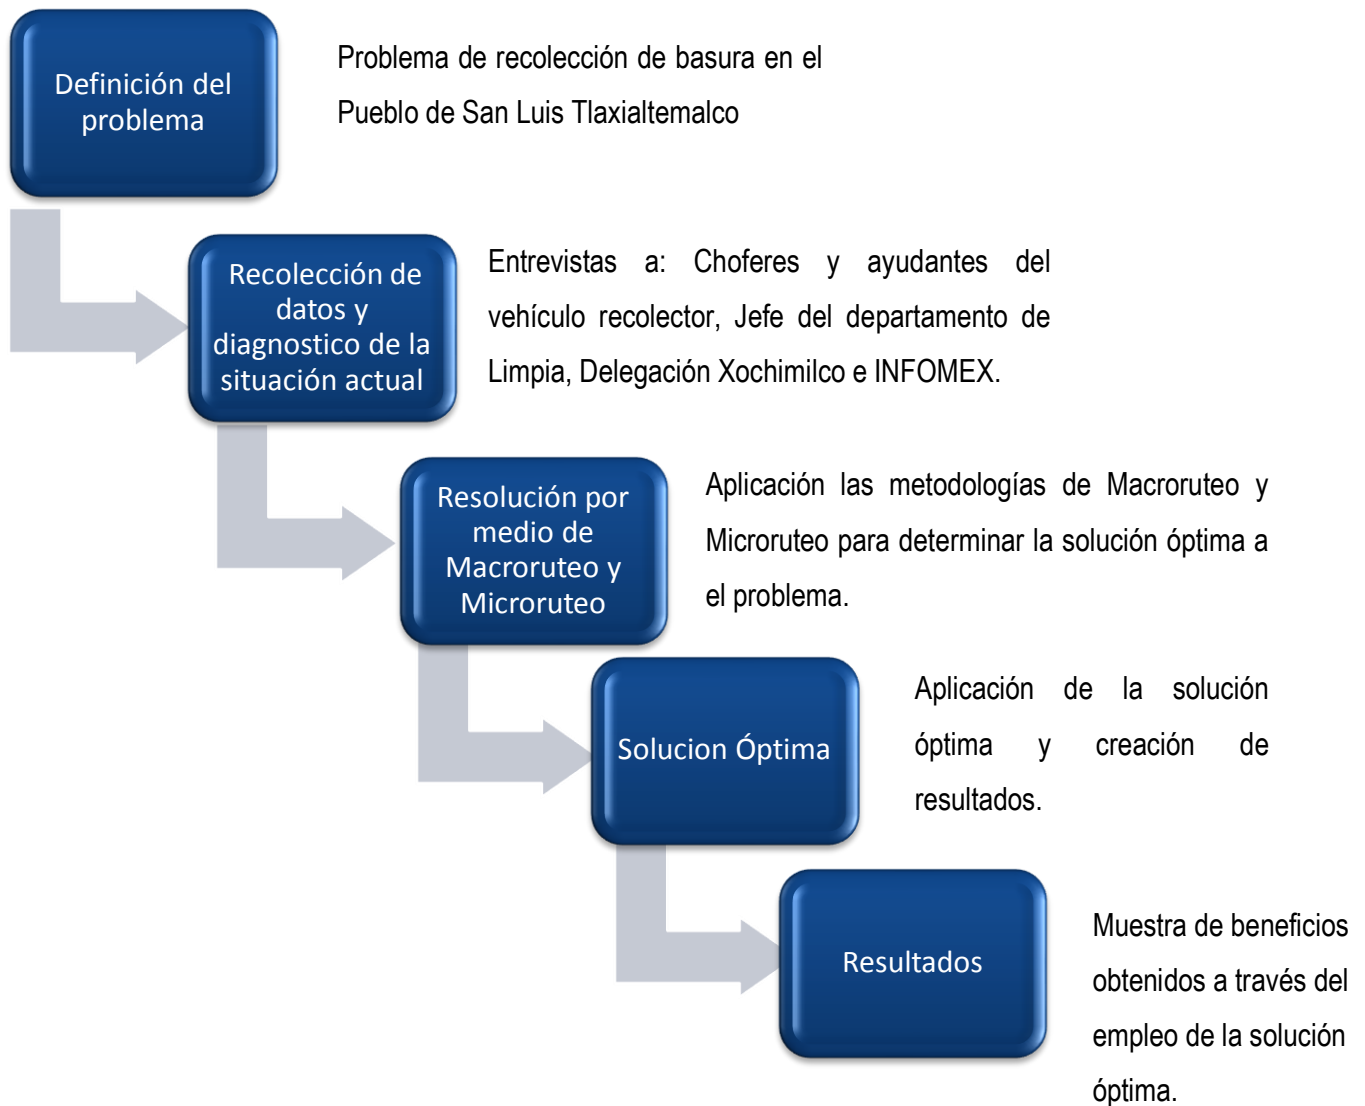 Definición del
problema
Problema de recolección de basura en el
Pueblo de San Luis Tlaxialtemalco
Recolección de
datos y
diagnostico de la
situación actual
Entrevistas a: Choferes y ayudantes del
vehículo recolector, Jefe del departamento de
Limpia, Delegación Xochimilco e INFOMEX.
Resolución por
medio de
Macroruteo y
Microruteo
Aplicación las metodologías de Macroruteo y
Microruteo para determinar la solución óptima a
el problema.
Solucion Óptima
Aplicación de la solución
óptima y creación de
resultados.
Resultados
Muestra de beneficios
obtenidos a través del
empleo de la solución
óptima.